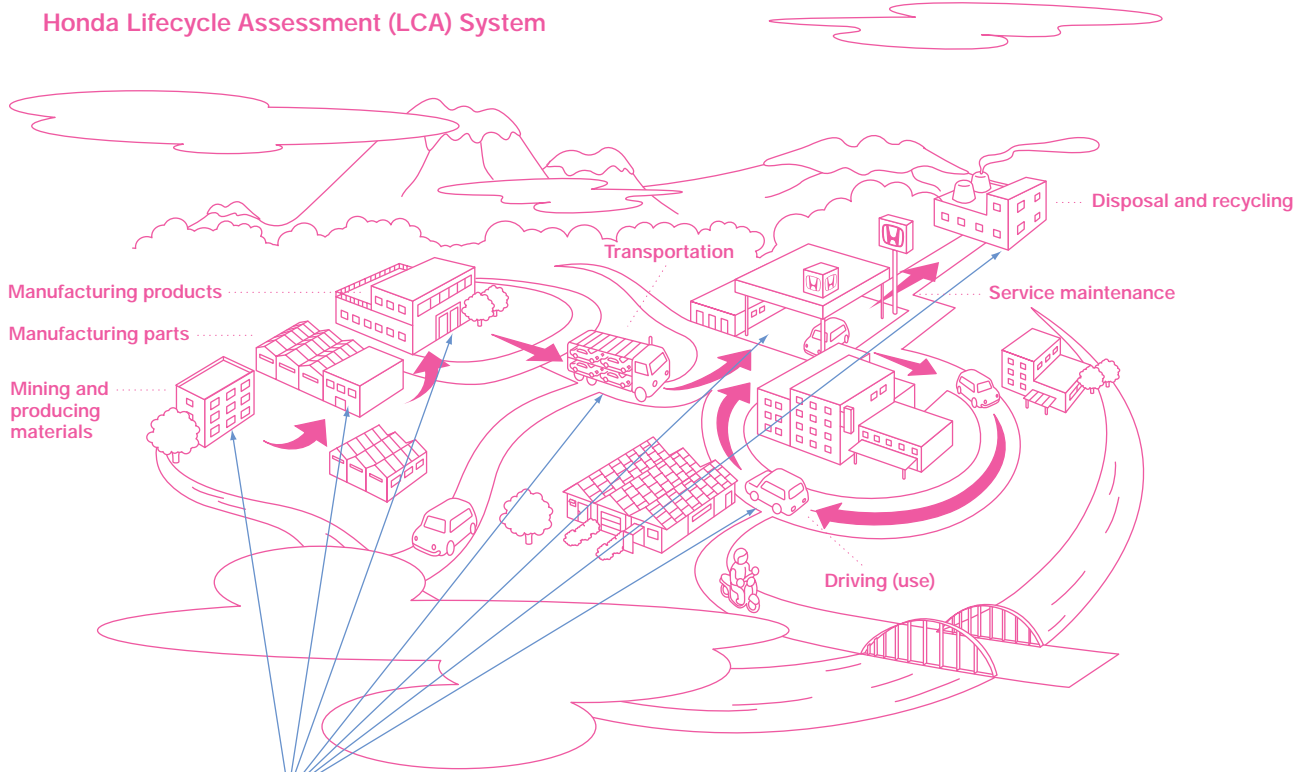 Honda Lifecycle Assessment (LCA) System
Disposal and recycling
Transportation
Manufacturing products
Service maintenance
Manufacturing parts
Mining and
producing
materials
Driving (use)